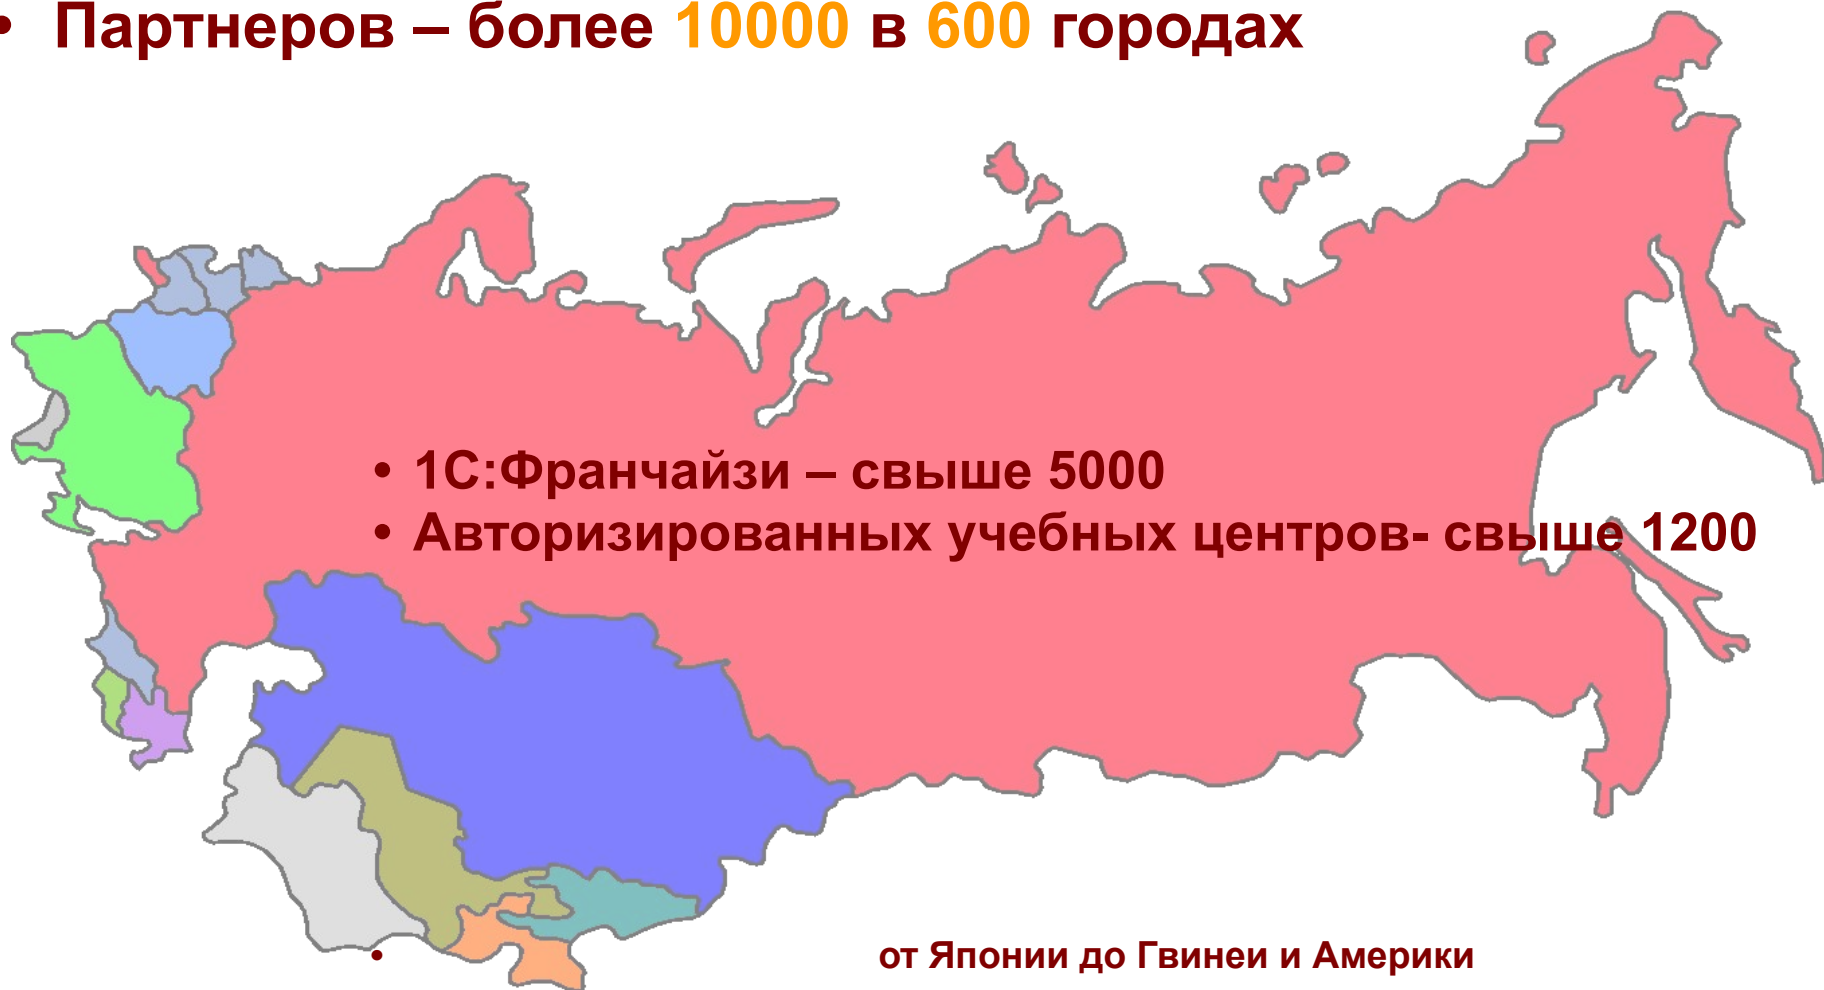 • Партнеров – более 10000 в 600 городах
• 1С:Франчайзи – свыше 5000
• Авторизированных учебных центров- свыше 1200
• от Японии до Гвинеи и Америки